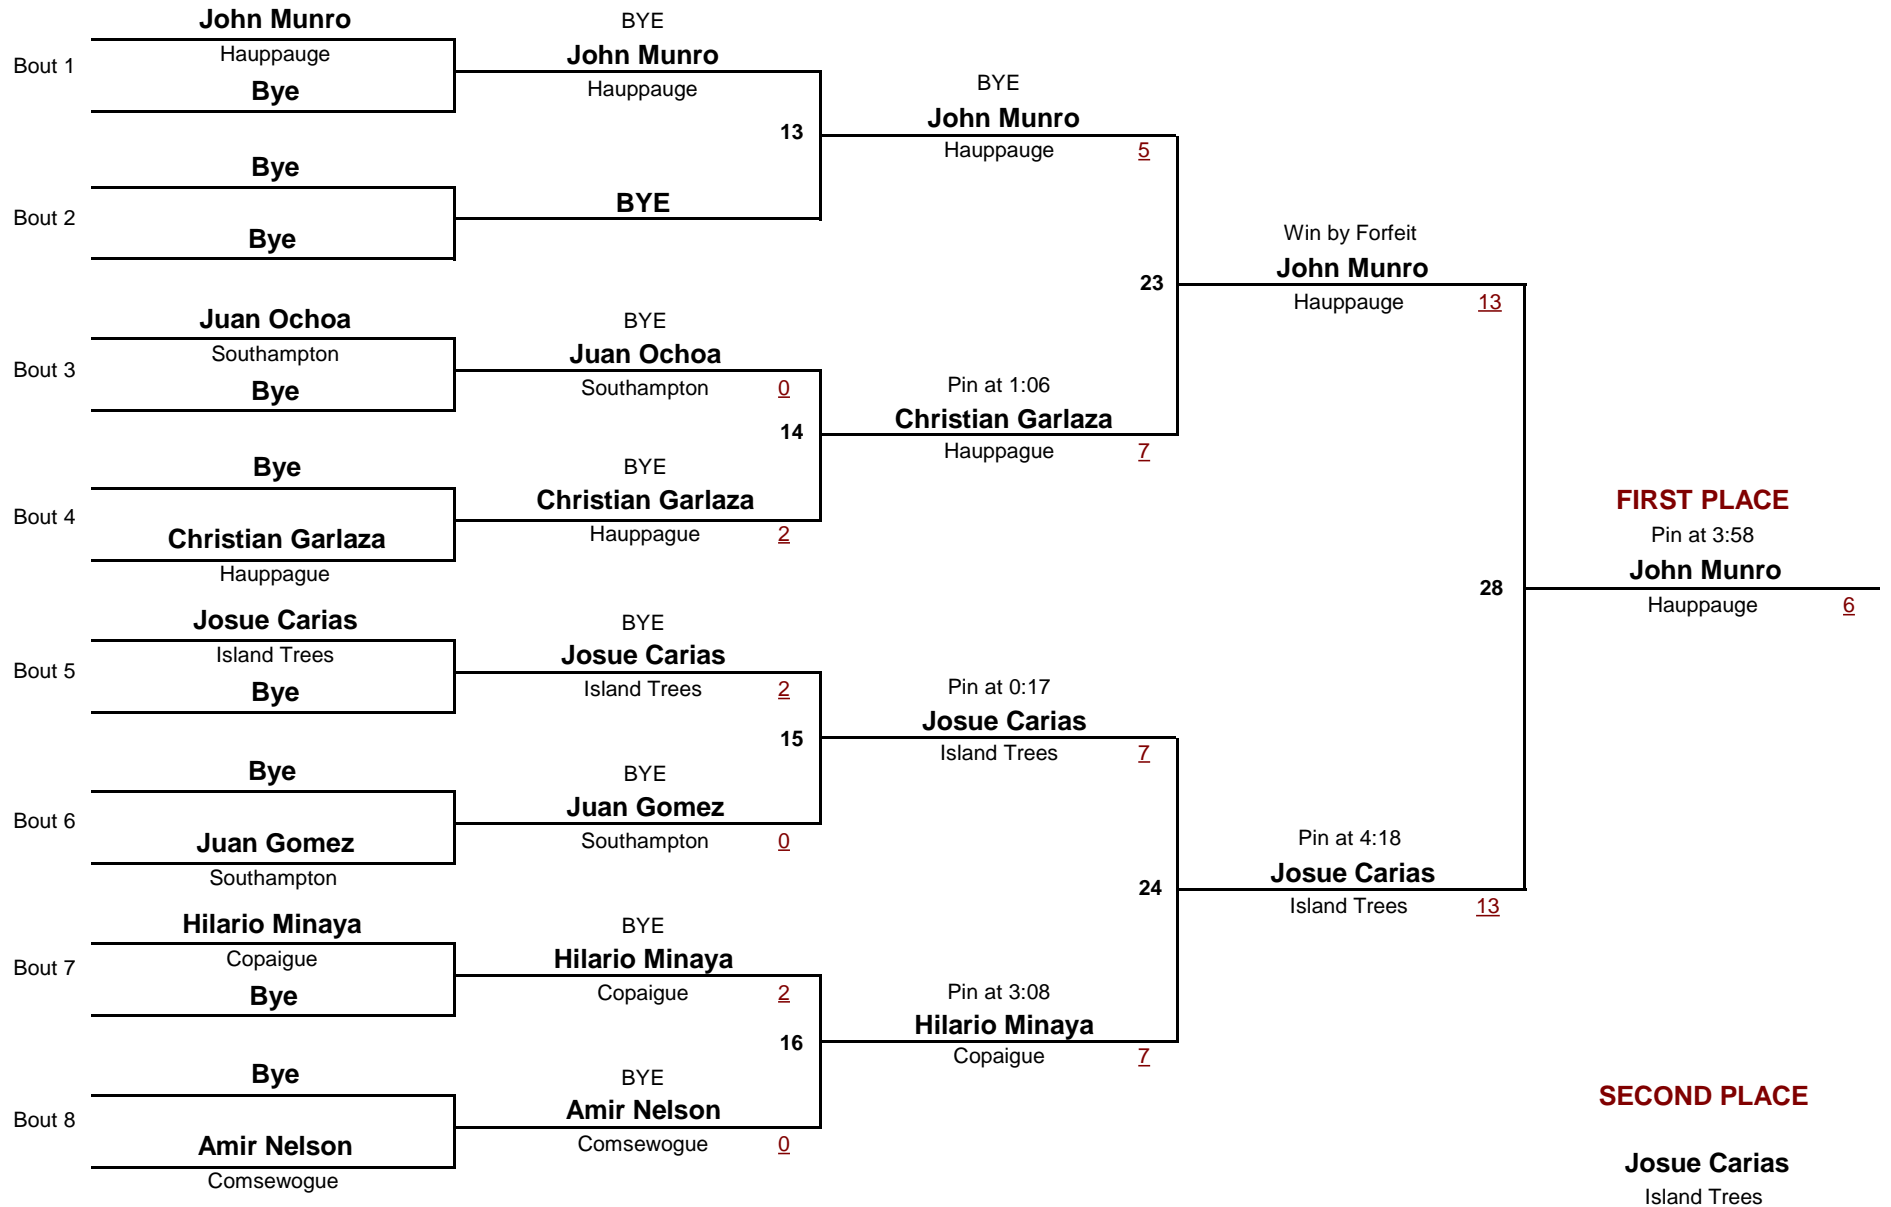 John Munro
Hauppauge
Bout 1
Bye
Bye
Bout 2
Bye
Juan Ochoa
Southampton
Bout 3
Bye
Bye
Bout 4
Christian Garlaza
Hauppague
Josue Carias
Island Trees
Bout 5
Bye
Bye
Bout 6
Juan Gomez
Southampton
Hilario Minaya
Copaigue
Bout 7
Bye
Bye
Bout 8
Amir Nelson
Comsewogue
BYE
John Munro
Hauppauge
13
BYE
BYE
Juan Ochoa
Southampton 0
14
BYE
Christian Garlaza
Hauppague 2
BYE
Josue Carias
Island Trees 2
15
BYE
Juan Gomez
Southampton 0
BYE
Hilario Minaya
Copaigue 2
16
BYE
Amir Nelson
Comsewogue 0
BYE
John Munro
Hauppauge 5
23
Pin at 1:06
Christian Garlaza
Hauppague 7
Pin at 0:17
Josue Carias
Island Trees 7
24
Pin at 3:08
Hilario Minaya
Copaigue 7
Win by Forfeit
John Munro
Hauppauge 13
28
Pin at 4:18
Josue Carias
Island Trees 13
FIRST PLACE
Pin at 3:58
John Munro
Hauppauge 6
SECOND PLACE
Josue Carias
Island Trees